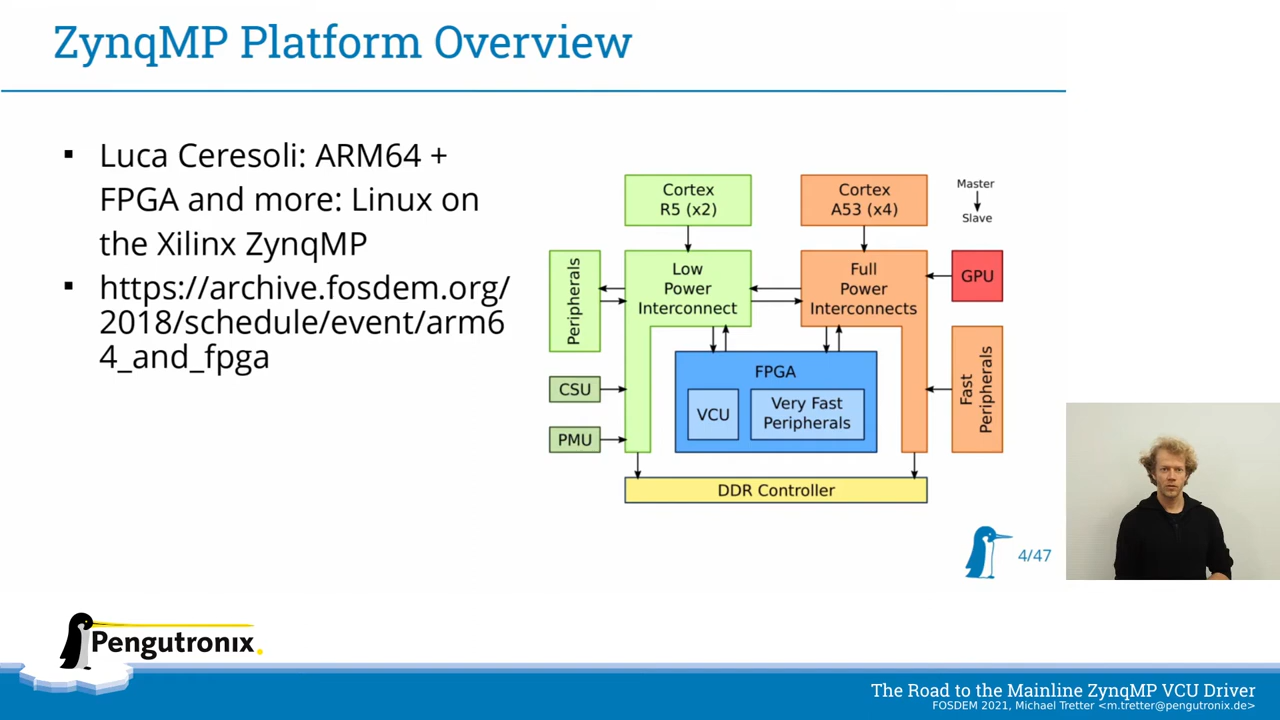 ZynqMP Platform Overview
▪ Luca Ceresoli: ARM64 +
FPGA and more: Linux on
the Xilinx ZynqMP
▪ https://archive.fosdem.org/
2018/schedule/event/arm6
4_and_fpga
Cortex
R5 (x2)
Cortex
A53 (x4)
Master
Slave
Peripherals
Low
Power
Interconnect
Full
Power
Interconnects
GPU
FPGA
VCU
Very Fast
Peripherals
CSU
PMU
Fast
Peripherals
DDR Controller
4/47
Pengutronix
The Road to the Mainline ZynqMP VCU Driver
FOSDEM 2021, Michael Tretter <m.tretter@pengutronix.de>